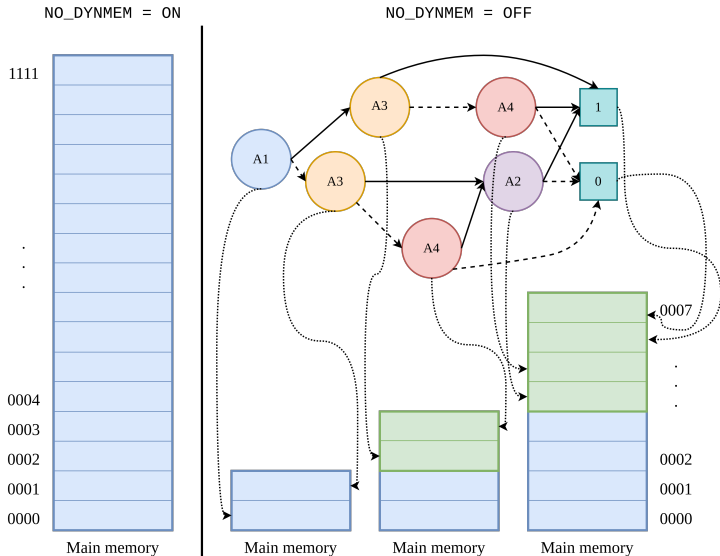 NO_DYNMEM = ON
NO_DYNMEM = OFF
1111
.
.
.
0004
0003
0002
0001
0000
Main memory
A1
A3
A3
A4
A4
A2
1
0
0007
.
.
.
0002
0001
0000
Main memory
Main memory
Main memory